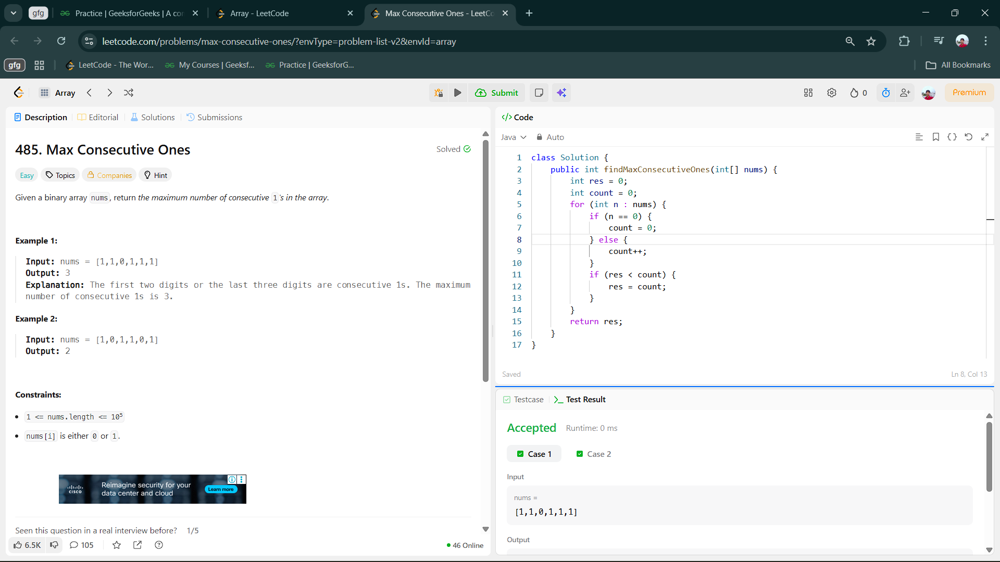 gfg
Practice | GeeksforGeeks | A co
Array - LeetCode
Max Consecutive Ones - LeetCo
leetcode.com/problems/max-consecutive-ones/?envType=problem-list-v2&envId=array
gfg
LeetCode - The Wor...
My Courses | Geeksf...
Practice | GeeksforG...
All Bookmarks
Array
Submit
0
Premium
Description
Editorial
Solutions
Submissions
485. Max Consecutive Ones
Solved
Easy
Topics
Companies
Hint
Given a binary array nums, return the maximum number of consecutive 1's in the array.
Example 1:
Input: nums = [1,1,0,1,1,1]
Output: 3
Explanation: The first two digits or the last three digits are consecutive 1s. The maximum
number of consecutive 1s is 3.
Example 2:
Input: nums = [1,0,1,1,0,1]
Output: 2
Constraints:
• 1 <= nums.length <= 10⁵
• nums[i] is either 0 or 1.
CISCO
Reimagine security for your
data center and cloud
Learn more
Seen this question in a real interview before? 1/5
6.5K
105
46 Online
</> Code
Java
Auto
1 class Solution {
2     public int findMaxConsecutiveOnes(int[] nums) {
3         int res = 0;
4         int count = 0;
5         for (int n : nums) {
6             if (n == 0) {
7                 count = 0;
8             } else {
9                 count++;
10             }
11             if (res < count) {
12                 res = count;
13             }
14         }
15         return res;
16     }
17 }
Saved
Ln 8, Col 13
Testcase
Test Result
Accepted
Runtime: 0 ms
Case 1
Case 2
Input
nums =
[1,1,0,1,1,1]
Output